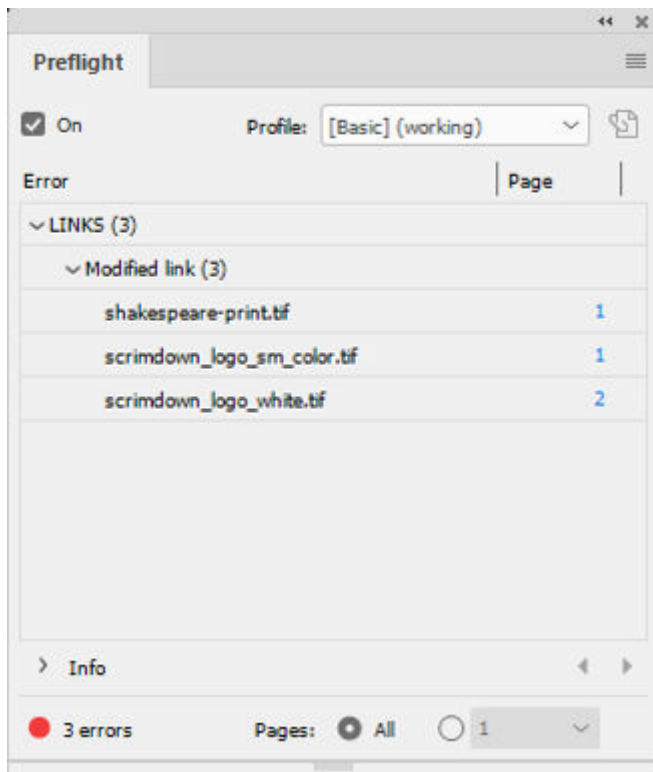 Preflight
On Profile: [Basic] (working)
Error Page
LINKS (3)
Modified link (3)
shakespeare-print.tif 1
scrimdown_logo_sm_color.tif 1
scrimdown_logo_white.tif 2
Info
3 errors Pages: All 1